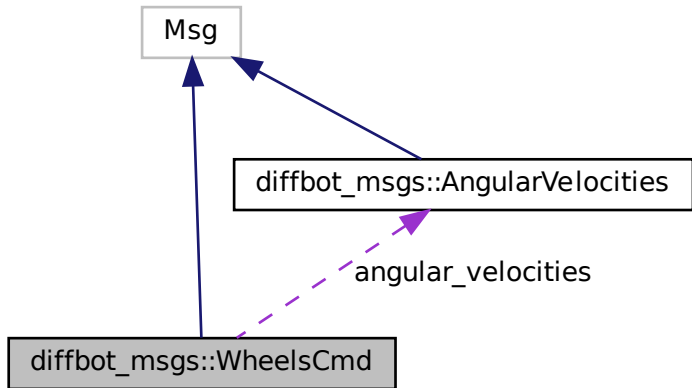 Msg
diffbot_msgs::AngularVelocities
angular_velocities
diffbot_msgs::WheelsCmd